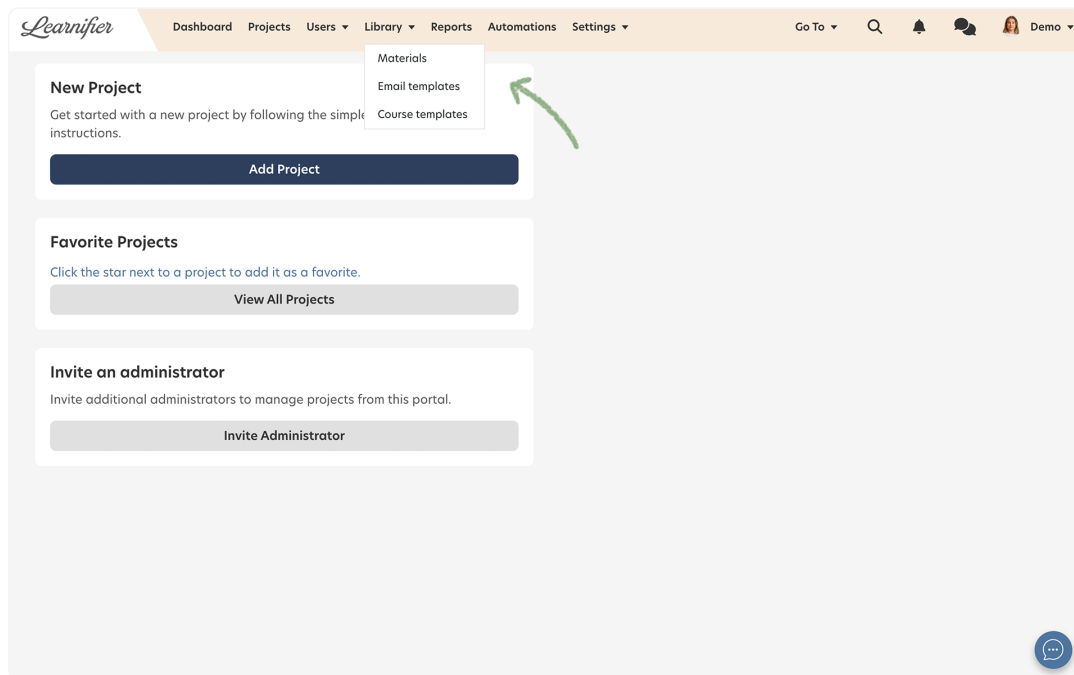 Learnifier
Dashboard Projects Users Library Reports Automations Settings Go To Demo
Materials
Email templates
Course templates
New Project
Get started with a new project by following the simple
instructions.
Add Project
Favorite Projects
Click the star next to a project to add it as a favorite.
View All Projects
Invite an administrator
Invite additional administrators to manage projects from this portal.
Invite Administrator